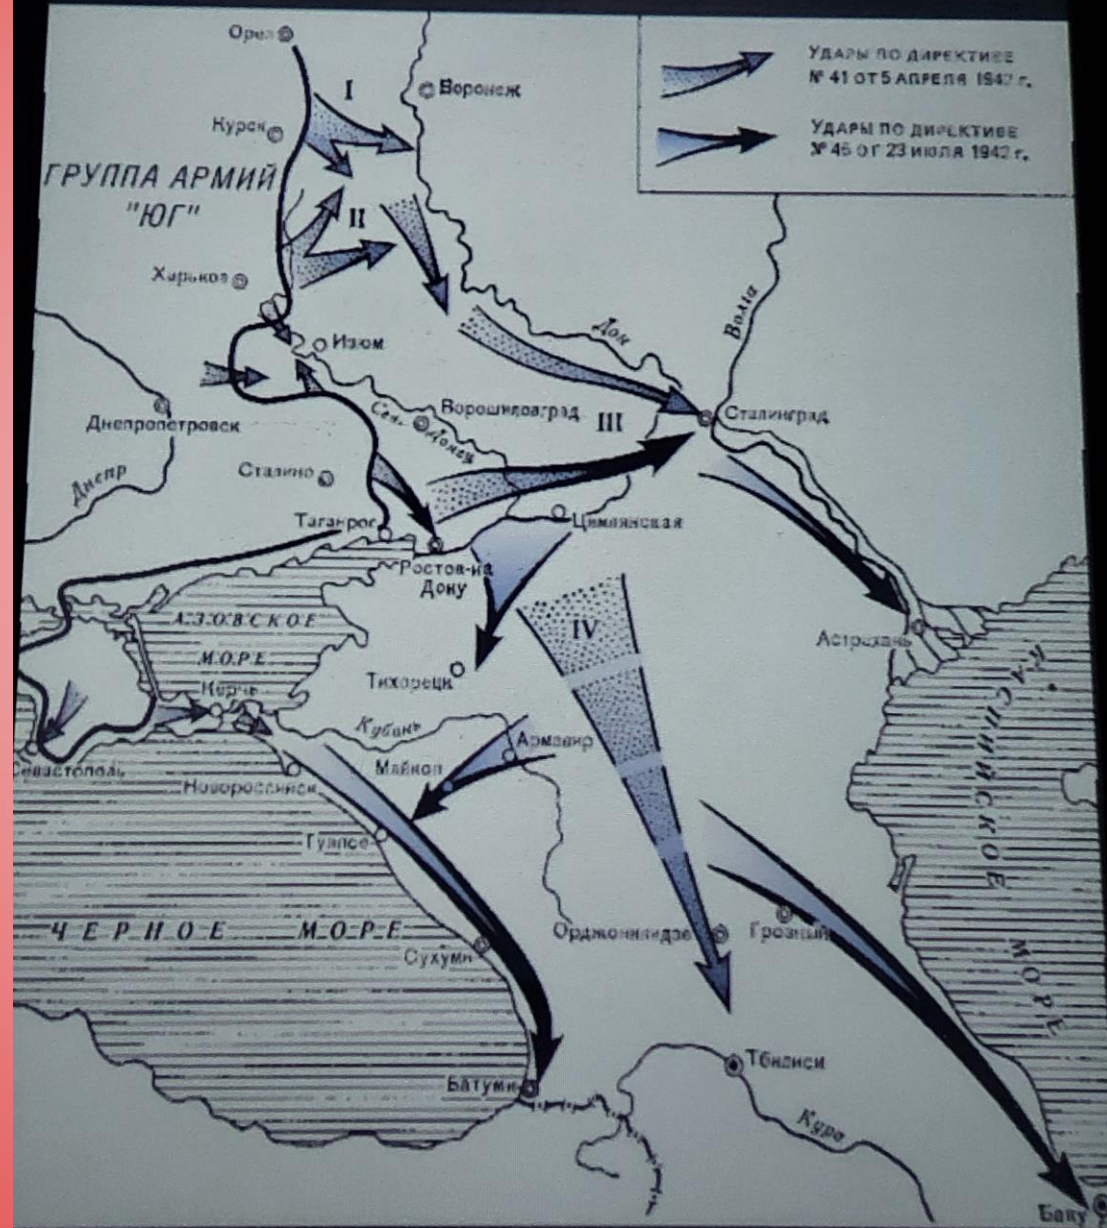 Орел
УДАРЫ ПО ДИРЕКТИВЕ
№ 41 ОТ 5 АПРЕЛЯ 1942 г.
УДАРЫ ПО ДИРЕКТИВЕ
№ 45 ОТ 23 ИЮЛЯ 1942 г.
I
Воронеж
Курск
ГРУППА АРМИЙ
"ЮГ"
II
Харьков
Волга
Дон
Изюм
Днепропетровск
Ворошиловград
III
Сталинград
Сев. Донец
Днепр
Сталино
Таганрог
Цимлянская
Ростов-на
Дону
АЗОВСКОЕ
МОРЕ
IV
Астрахань
Тихорецк
Керчь
КАСПИЙСКОЕ МОРЕ
Кубань
Армавир
Севастополь
Майкоп
Новороссийск
Туапсе
ЧЕРНОЕ МОРЕ
Орджоникидзе
Грозный
Сухуми
Тбилиси
Батуми
Кура
Баку